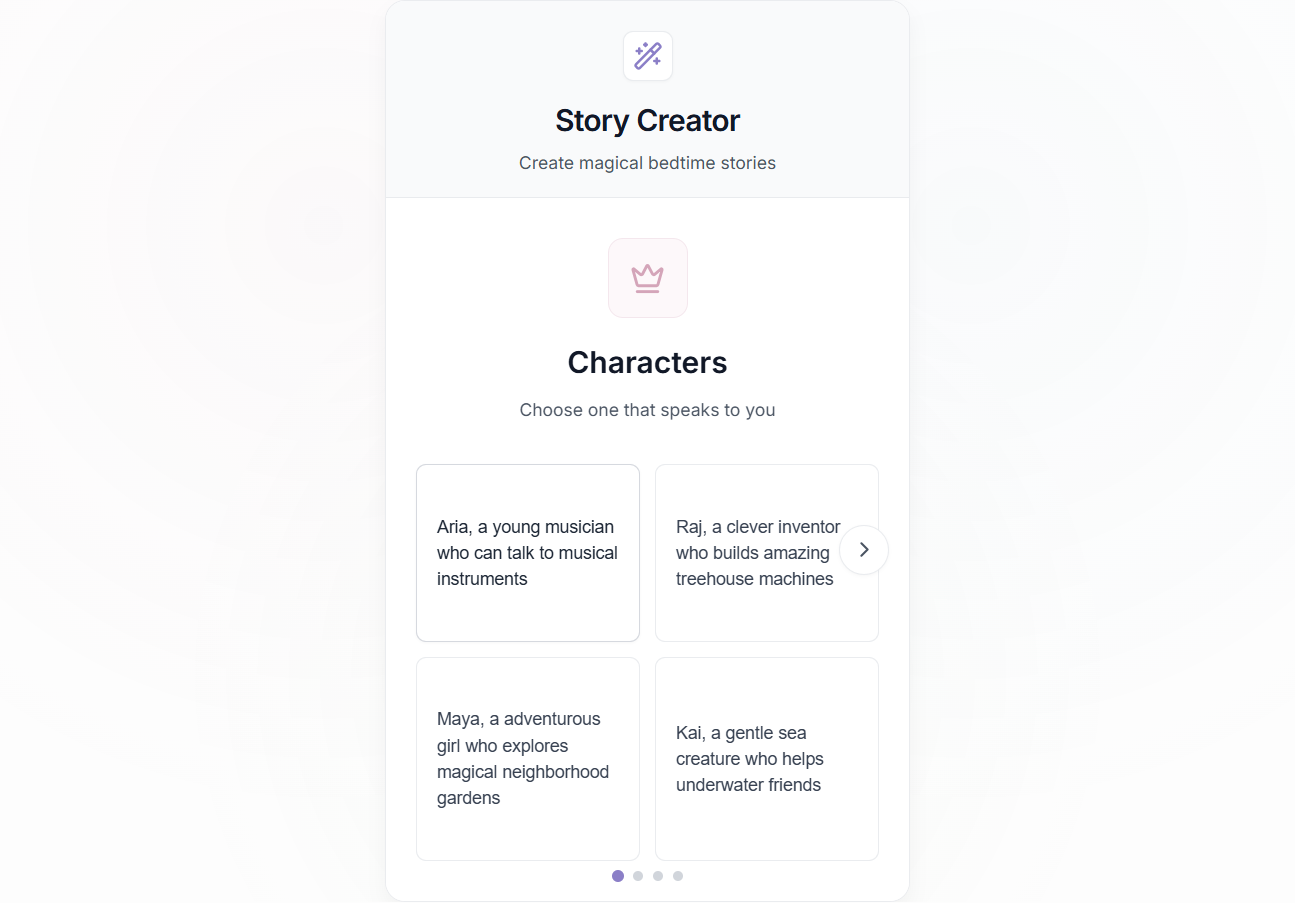 Story Creator
Create magical bedtime stories
Characters
Choose one that speaks to you
Aria, a young musician
who can talk to musical
instruments
Raj, a clever inventor
who builds amazing
treehouse machines
Maya, a adventurous
girl who explores
magical neighborhood
gardens
Kai, a gentle sea
creature who helps
underwater friends